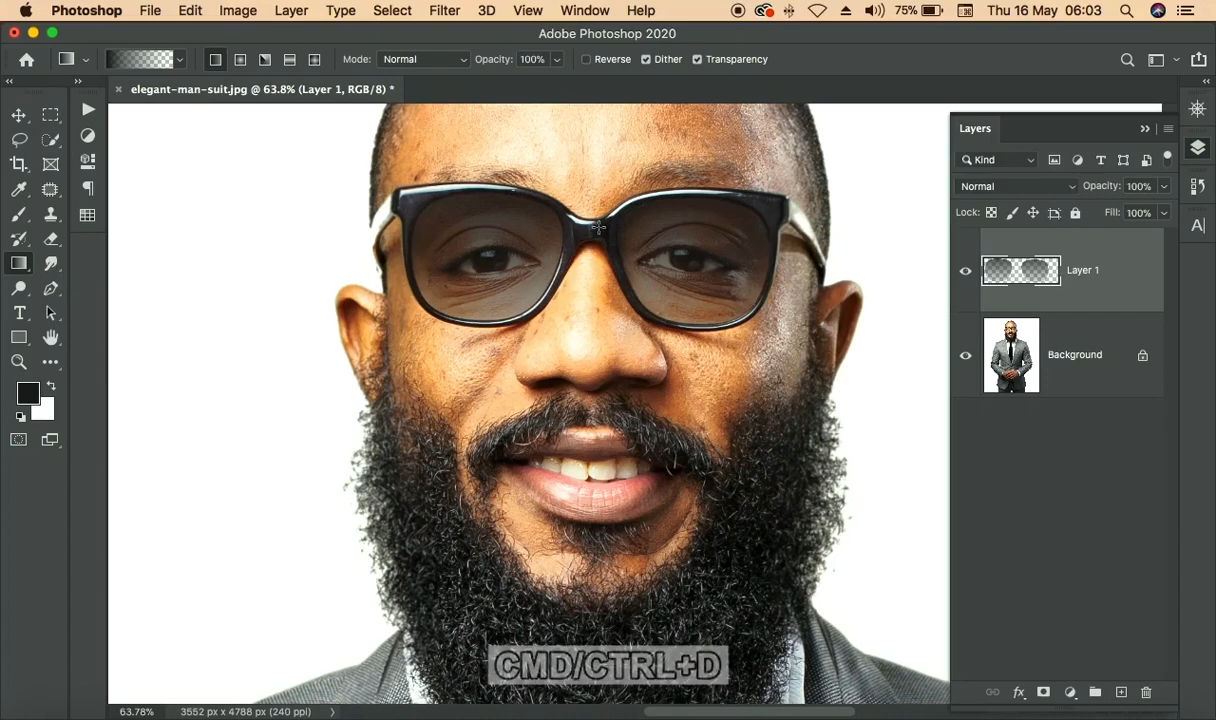 Photoshop File Edit Image Layer Type Select Filter 3D View Window Help 75% Thu 16 May 06:03
Adobe Photoshop 2020
Mode: Normal Opacity: 100% Reverse Dither Transparency
elegant-man-suit.jpg @ 63.8% (Layer 1, RGB/8) *
Layers
Kind
Normal Opacity: 100%
Lock: Fill: 100%
Layer 1
Background
CMD/CTRL+D
63.78% 3552 px x 4788 px (240 ppi)